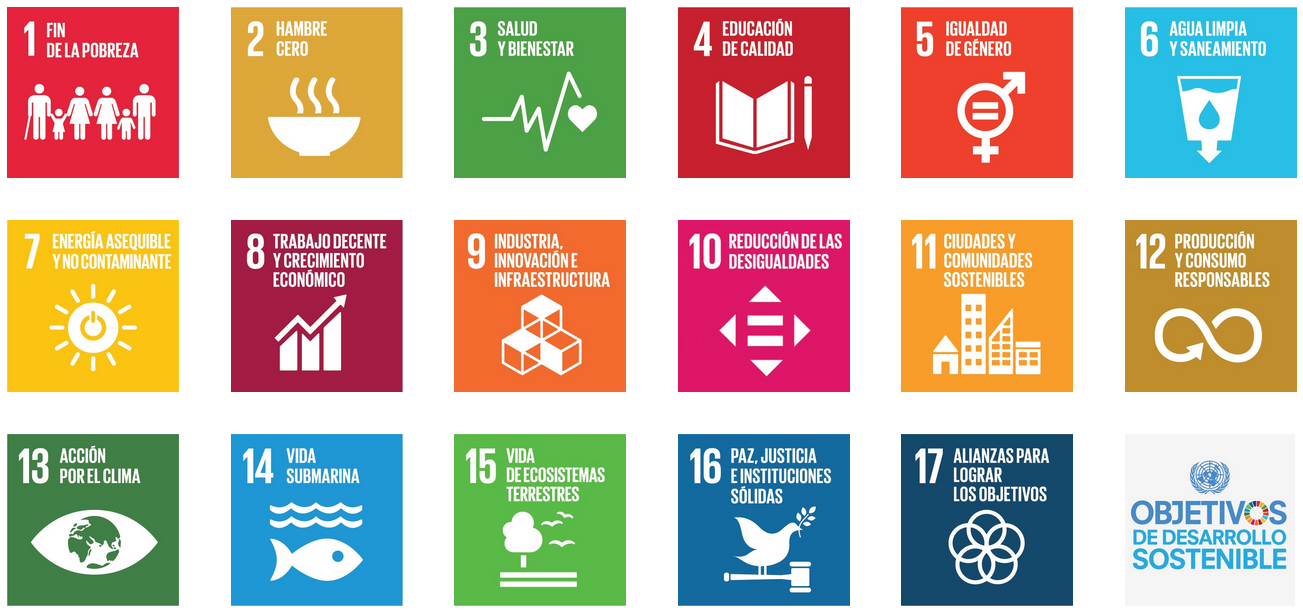 1 FIN
DE LA POBREZA
2 HAMBRE
CERO
3 SALUD
Y BIENESTAR
4 EDUCACIÓN
DE CALIDAD
5 IGUALDAD
DE GÉNERO
6 AGUA LIMPIA
Y SANEAMIENTO
7 ENERGÍA ASEQUIBLE
Y NO CONTAMINANTE
8 TRABAJO DECENTE
Y CRECIMIENTO
ECONÓMICO
9 INDUSTRIA,
INNOVACIÓN E
INFRAESTRUCTURA
10 REDUCCIÓN DE LAS
DESIGUALDADES
11 CIUDADES Y
COMUNIDADES
SOSTENIBLES
12 PRODUCCIÓN
Y CONSUMO
RESPONSABLES
13 ACCIÓN
POR EL CLIMA
14 VIDA
SUBMARINA
15 VIDA
DE ECOSISTEMAS
TERRESTRES
16 PAZ, JUSTICIA
E INSTITUCIONES
SÓLIDAS
17 ALIANZAS PARA
LOGRAR
LOS OBJETIVOS
OBJETIVOS
DE DESARROLLO
SOSTENIBLE